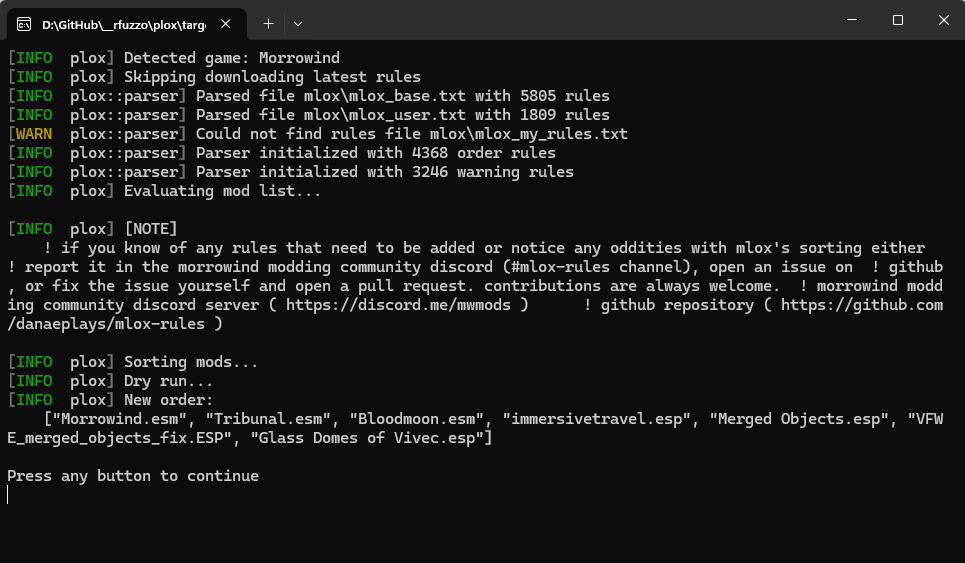 D:\GitHub\__rfuzzo\plox\targ
[INFO  plox] Detected game: Morrowind
[INFO  plox] Skipping downloading latest rules
[INFO  plox::parser] Parsed file mlox\mlox_base.txt with 5805 rules
[INFO  plox::parser] Parsed file mlox\mlox_user.txt with 1809 rules
[WARN  plox::parser] Could not find rules file mlox\mlox_my_rules.txt
[INFO  plox::parser] Parser initialized with 4368 order rules
[INFO  plox::parser] Parser initialized with 3246 warning rules
[INFO  plox] Evaluating mod list...
[INFO  plox] [NOTE]
! if you know of any rules that need to be added or notice any oddities with mlox's sorting either
! report it in the morrowind modding community discord (#mlox-rules channel), open an issue on  ! github
, or fix the issue yourself and open a pull request. contributions are always welcome.  ! morrowind modd
ing community discord server ( https://discord.me/mwmods )      ! github repository ( https://github.com
/danaeplays/mlox-rules )
[INFO  plox] Sorting mods...
[INFO  plox] Dry run...
[INFO  plox] New order:
["Morrowind.esm", "Tribunal.esm", "Bloodmoon.esm", "immersivetravel.esp", "Merged Objects.esp", "VFW
E_merged_objects_fix.ESP", "Glass Domes of Vivec.esp"]
Press any button to continue